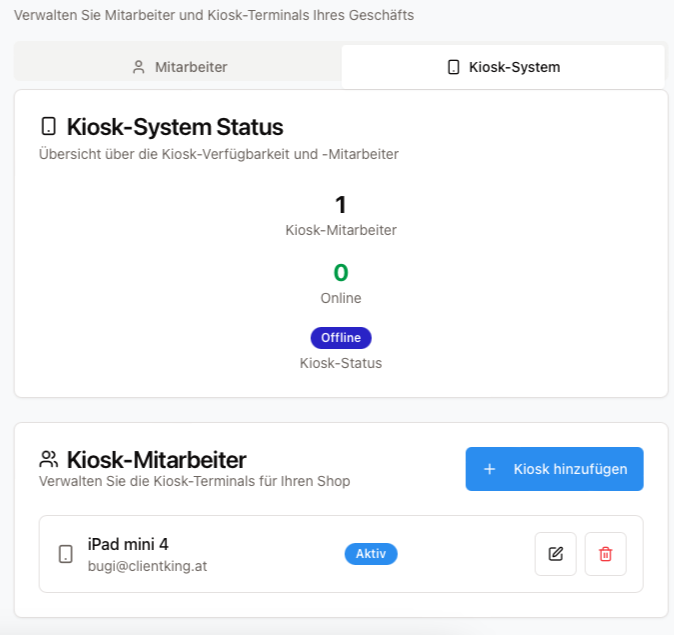 Verwalten Sie Mitarbeiter und Kiosk-Terminals Ihres Geschäfts
Mitarbeiter
Kiosk-System
Kiosk-System Status
Übersicht über die Kiosk-Verfügbarkeit und -Mitarbeiter
1
Kiosk-Mitarbeiter
0
Online
Offline
Kiosk-Status
Kiosk-Mitarbeiter
Verwalten Sie die Kiosk-Terminals für Ihren Shop
+ Kiosk hinzufügen
iPad mini 4
bugi@clientking.at
Aktiv